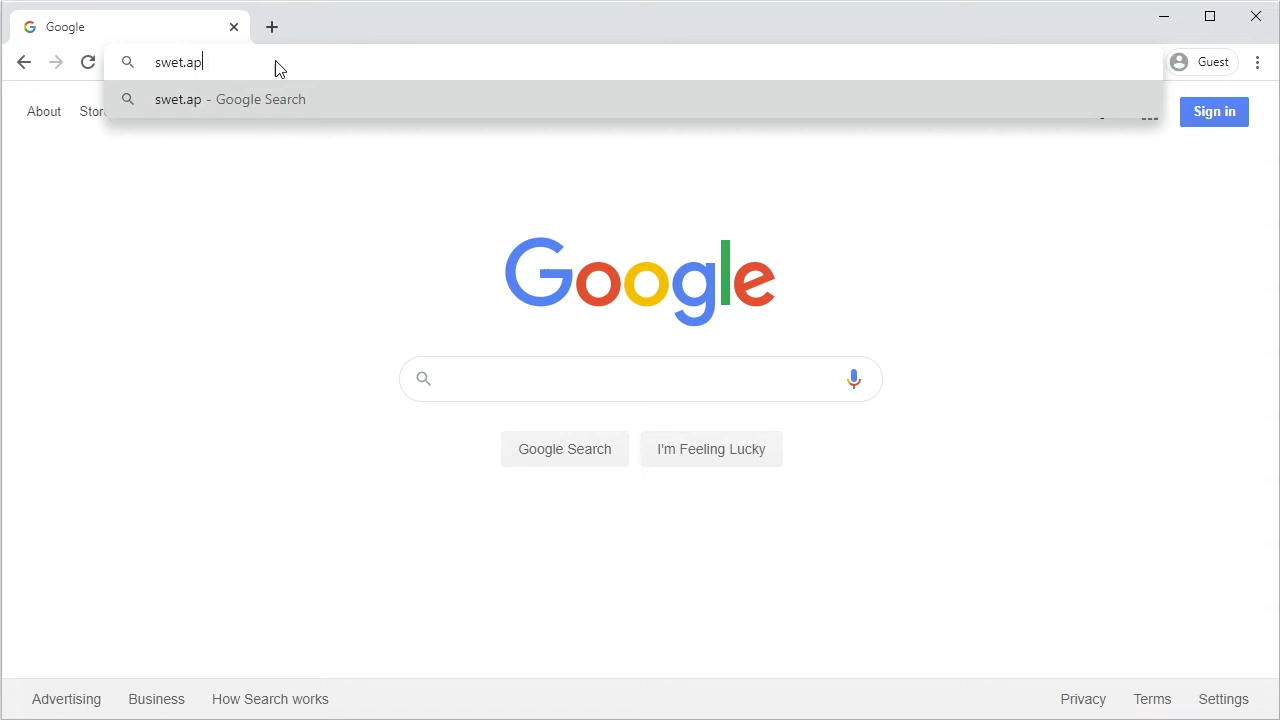 Google
swet.ap
Guest
swet.ap - Google Search
About
Sign in
Google
Google Search
I'm Feeling Lucky
Advertising Business How Search works
Privacy Terms Settings